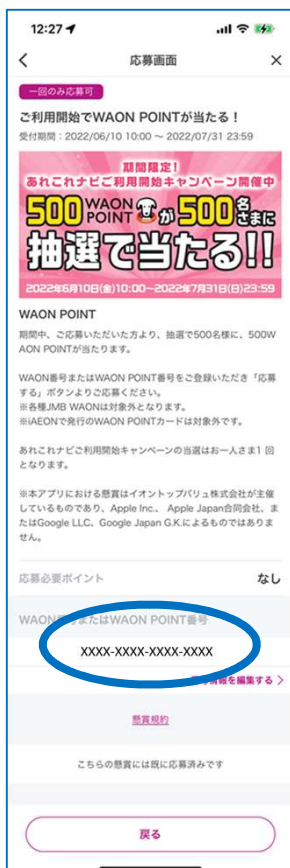 12:27
応募画面
一回のみ応募可
ご利用開始でWAON POINTが当たる！
受付期間：2022/06/10 10:00 ～ 2022/07/31 23:59
期間限定！
あれこれナビご利用開始キャンペーン開催中
500 WAON POINT が 500名さまに
抽選で当たる!!
2022年6月10日(金)10:00~2022年7月31日(日)23:59
WAON POINT
期間中、ご応募いただいた方より、抽選で500名様に、500W
AON POINTが当たります。
WAON番号またはWAON POINT番号をご登録いただき「応募
する」ボタンよりご応募ください。
※各種JMB WAONは対象外となります。
※iAEONで発行のWAON POINTカードは対象外です。
あれこれナビご利用開始キャンペーンの当選はお一人さま1 回
となります。
※本アプリにおける懸賞はイオントップバリュ株式会社が主催
しているものであり、Apple Inc.、 Apple Japan合同会社、ま
たはGoogle LLC、Google Japan G.K.によるものではありま
せん。
応募必要ポイント なし
WAON番号またはWAON POINT番号
XXXX-XXXX-XXXX-XXXX
情報を編集する
懸賞規約
こちらの懸賞には既に応募済みです
戻る